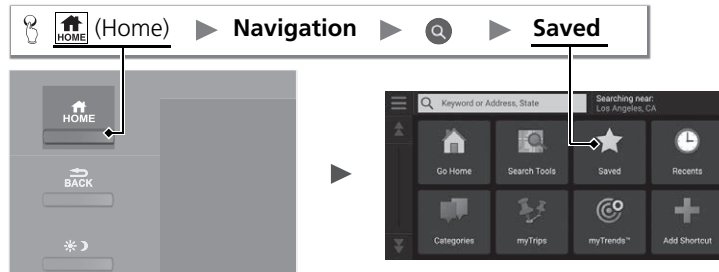 HOME (Home) Navigation Saved
HOME
BACK
Keyword or Address, State
Searching near:
Los Angeles, CA
Go Home Search Tools Saved Recents
Categories myTrips myTrends™ Add Shortcut